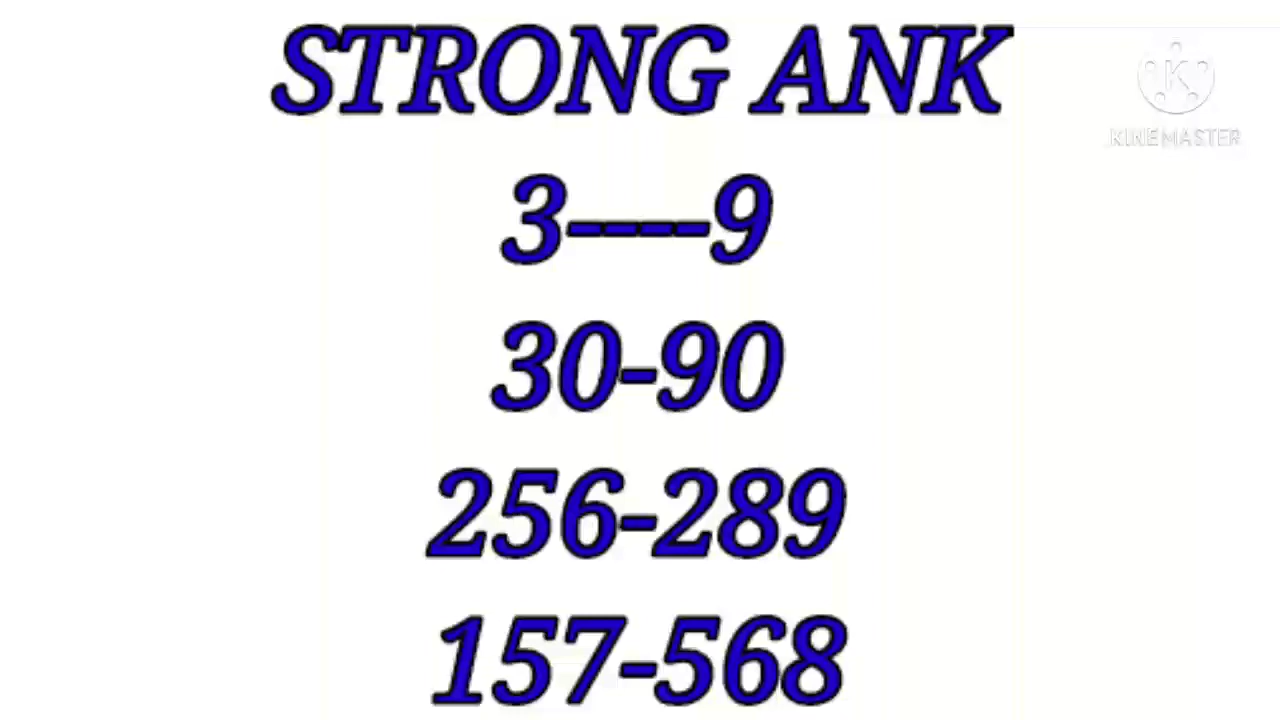 STRONG ANK
KINEMASTER
3----9
30-90
256-289
157-568